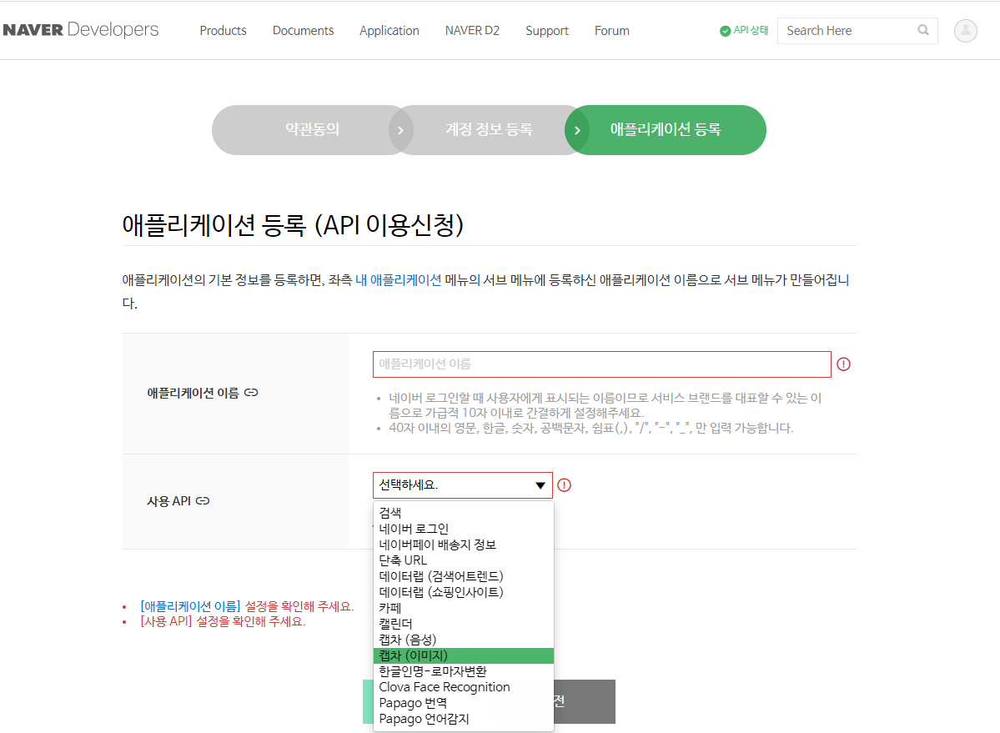 NAVER Developers Products Documents Application NAVER D2 Support Forum API 상태 Search Here
약관동의 계정 정보 등록 애플리케이션 등록
애플리케이션 등록 (API 이용신청)
애플리케이션의 기본 정보를 등록하면, 좌측 내 애플리케이션 메뉴의 서브 메뉴에 등록하신 애플리케이션 이름으로 서브 메뉴가 만들어집니
다.
애플리케이션 이름
애플리케이션 이름
• 네이버 로그인할 때 사용자에게 표시되는 이름이므로 서비스 브랜드를 대표할 수 있는 이
름으로 가급적 10자 이내로 간결하게 설정해주세요.
• 40자 이내의 영문, 한글, 숫자, 공백문자, 쉼표(,), "/", "-", "_", 만 입력 가능합니다.
사용 API
선택하세요.
검색
네이버 로그인
네이버페이 배송지 정보
단축 URL
데이터랩 (검색어트렌드)
데이터랩 (쇼핑인사이트)
카페
캘린더
캡차 (음성)
캡차 (이미지)
한글인명-로마자변환
Clova Face Recognition
Papago 번역
Papago 언어감지
• [애플리케이션 이름] 설정을 확인해 주세요.
• [사용 API] 설정을 확인해 주세요.
전